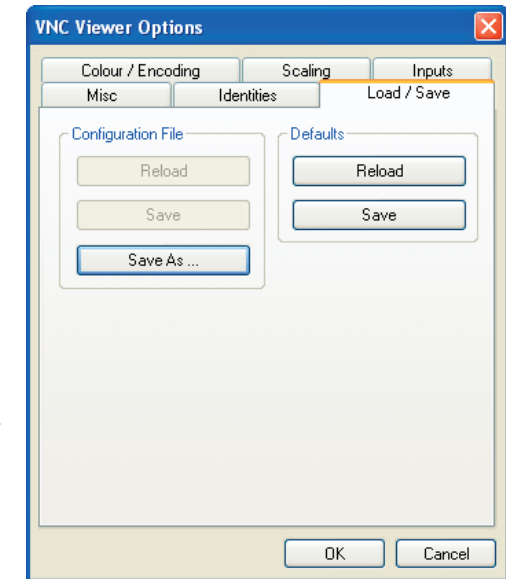 VNC Viewer Options
Colour / Encoding Scaling Inputs
Misc Identities Load / Save
Configuration File
Reload
Save
Save As ...
Defaults
Reload
Save
OK Cancel